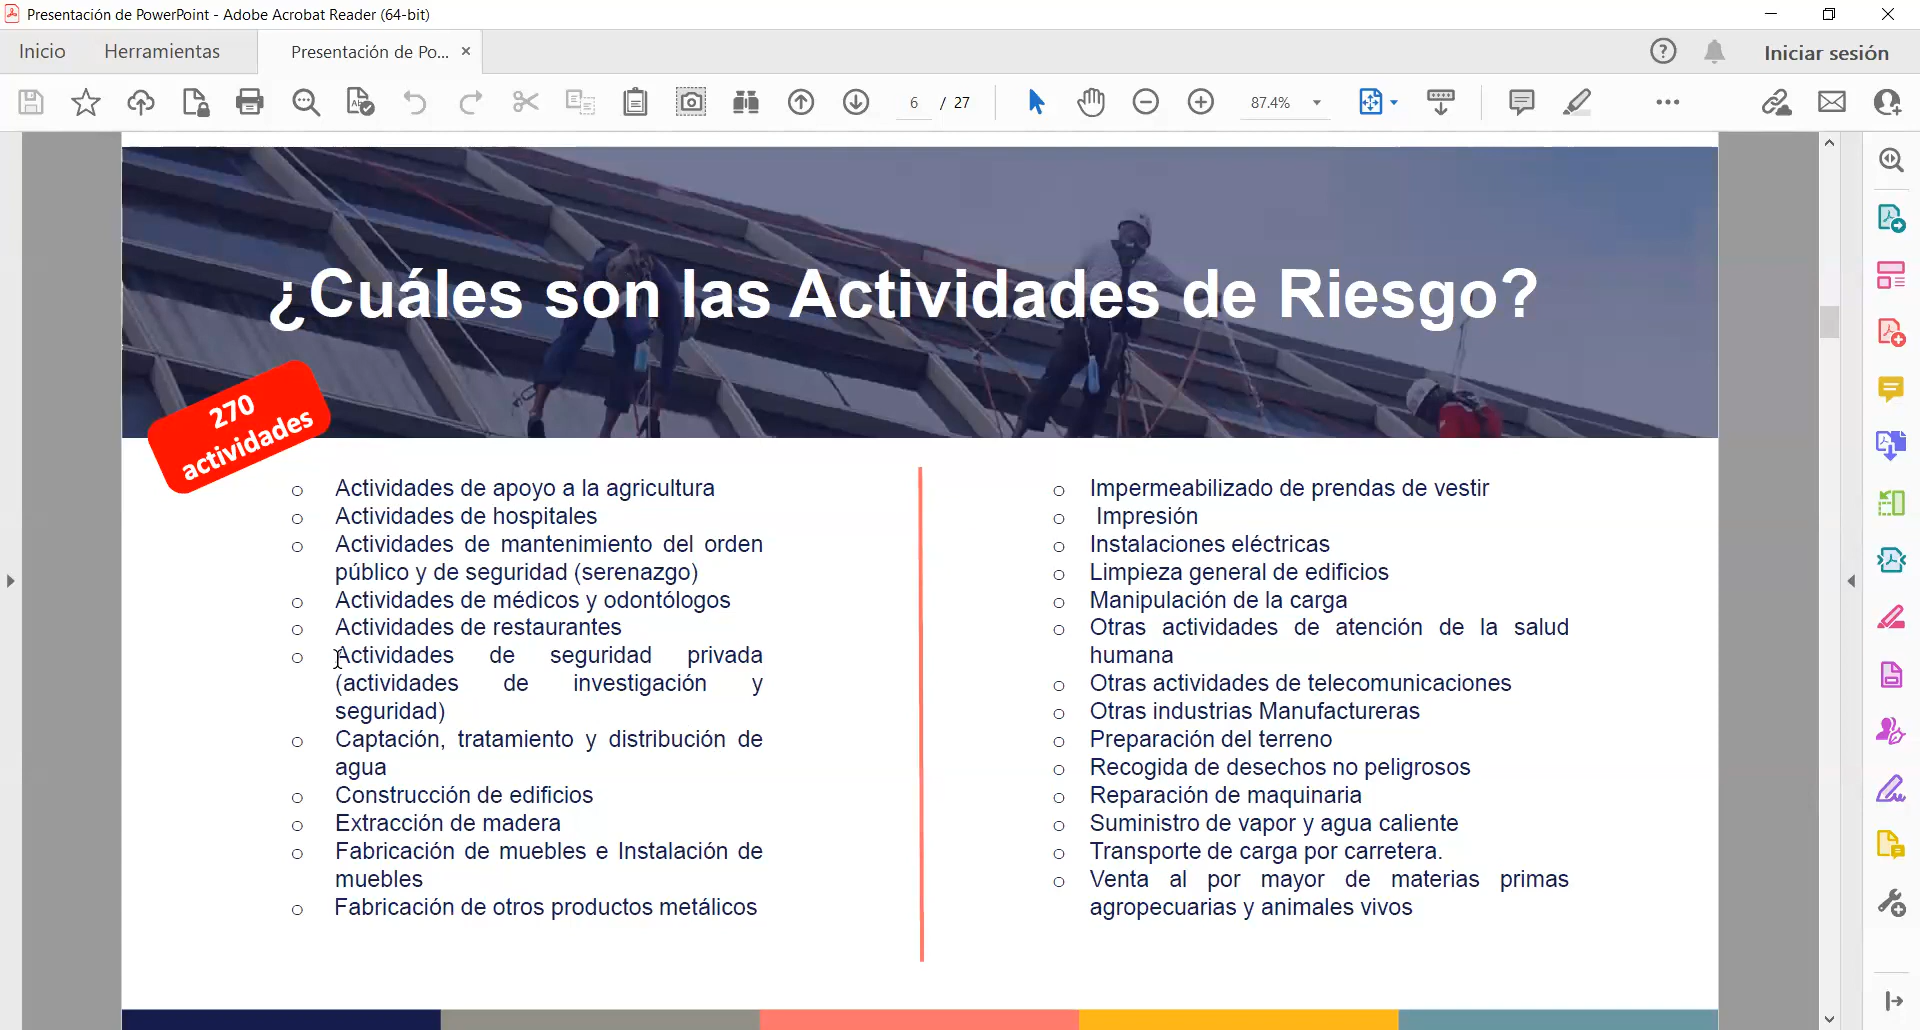 Presentación de PowerPoint - Adobe Acrobat Reader (64-bit)
Inicio
Herramientas
Presentación de Po...
Iniciar sesión
6 / 27
87.4%
¿Cuáles son las Actividades de Riesgo?
270
actividades
Actividades de apoyo a la agricultura
Actividades de hospitales
Actividades de mantenimiento del orden
público y de seguridad (serenazgo)
Actividades de médicos y odontólogos
Actividades de restaurantes
Actividades de seguridad privada
(actividades de investigación y
seguridad)
Captación, tratamiento y distribución de
agua
Construcción de edificios
Extracción de madera
Fabricación de muebles e Instalación de
muebles
Fabricación de otros productos metálicos
Impermeabilizado de prendas de vestir
Impresión
Instalaciones eléctricas
Limpieza general de edificios
Manipulación de la carga
Otras actividades de atención de la salud
humana
Otras actividades de telecomunicaciones
Otras industrias Manufactureras
Preparación del terreno
Recogida de desechos no peligrosos
Reparación de maquinaria
Suministro de vapor y agua caliente
Transporte de carga por carretera.
Venta al por mayor de materias primas
agropecuarias y animales vivos